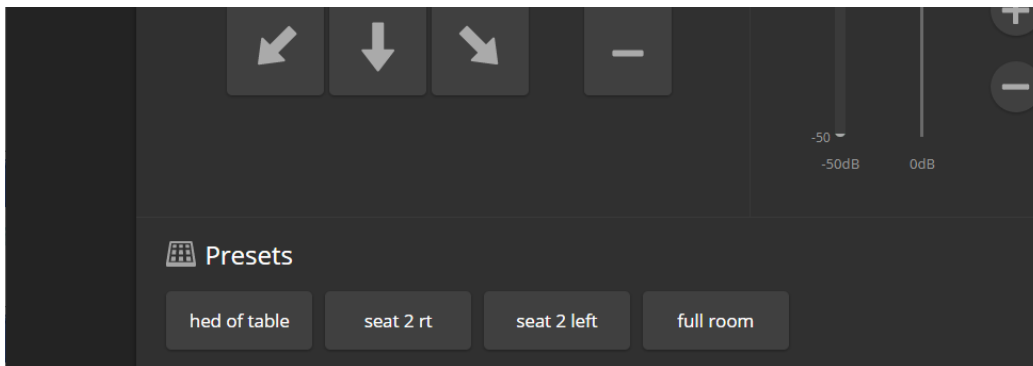 -50
-50dB 0dB
Presets
hed of table seat 2 rt seat 2 left full room